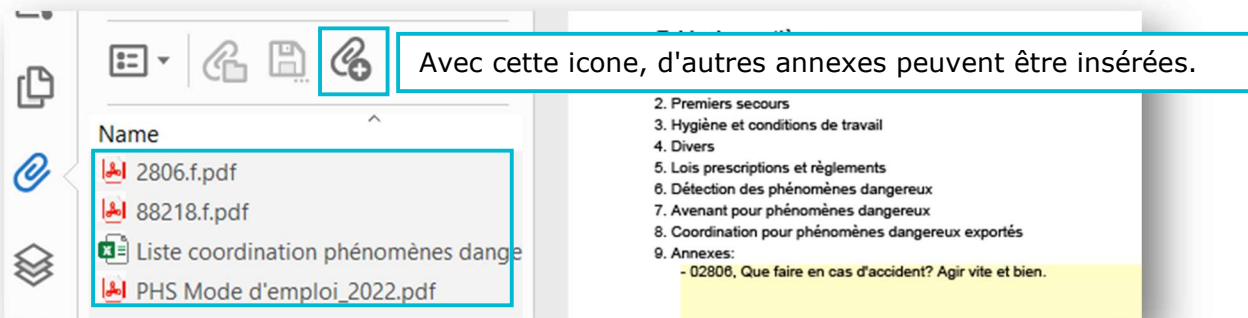 Avec cette icone, d'autres annexes peuvent être insérées.
Name
2806.f.pdf
88218.f.pdf
Liste coordination phénomènes dange
PHS Mode d'emploi_2022.pdf
2. Premiers secours
3. Hygiène et conditions de travail
4. Divers
5. Lois prescriptions et règlements
6. Détection des phénomènes dangereux
7. Avenant pour phénomènes dangereux
8. Coordination pour phénomènes dangereux exportés
9. Annexes:
- 02806, Que faire en cas d'accident? Agir vite et bien.